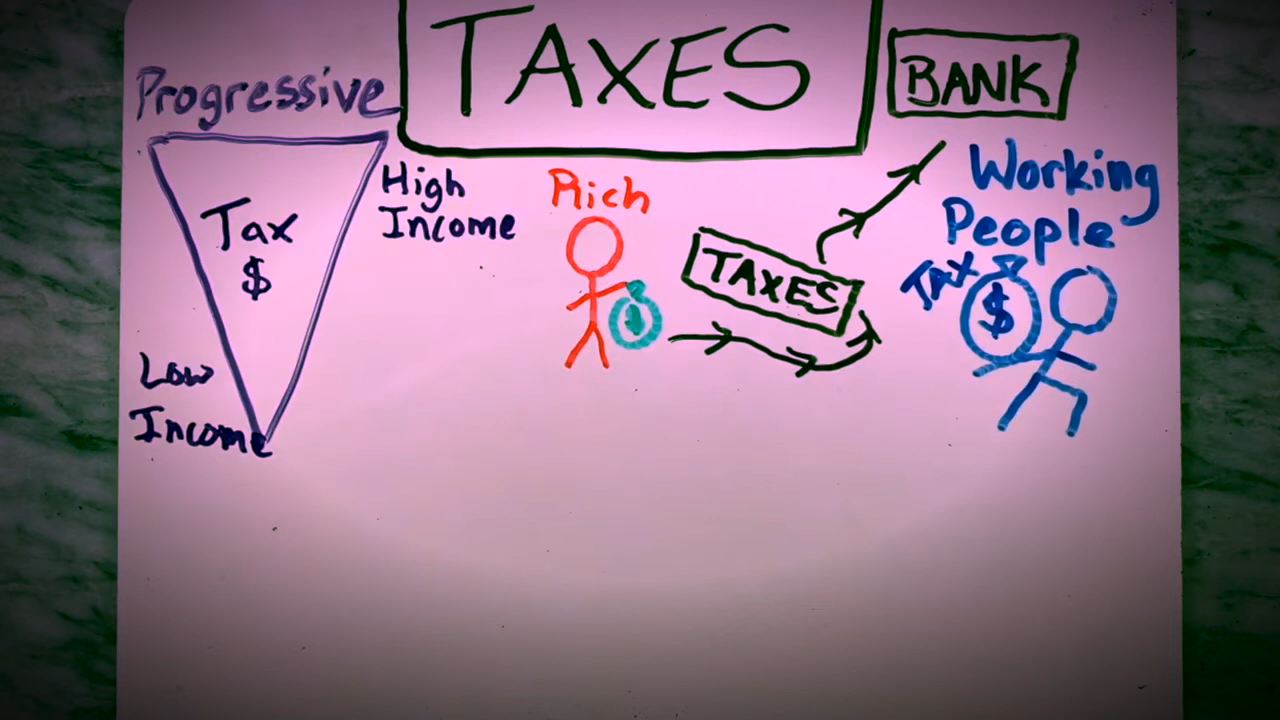 TAXES
BANK
Progressive
High
Income
Tax
$
Low
Income
Rich
$
TAXES
Working
People
TAX
$